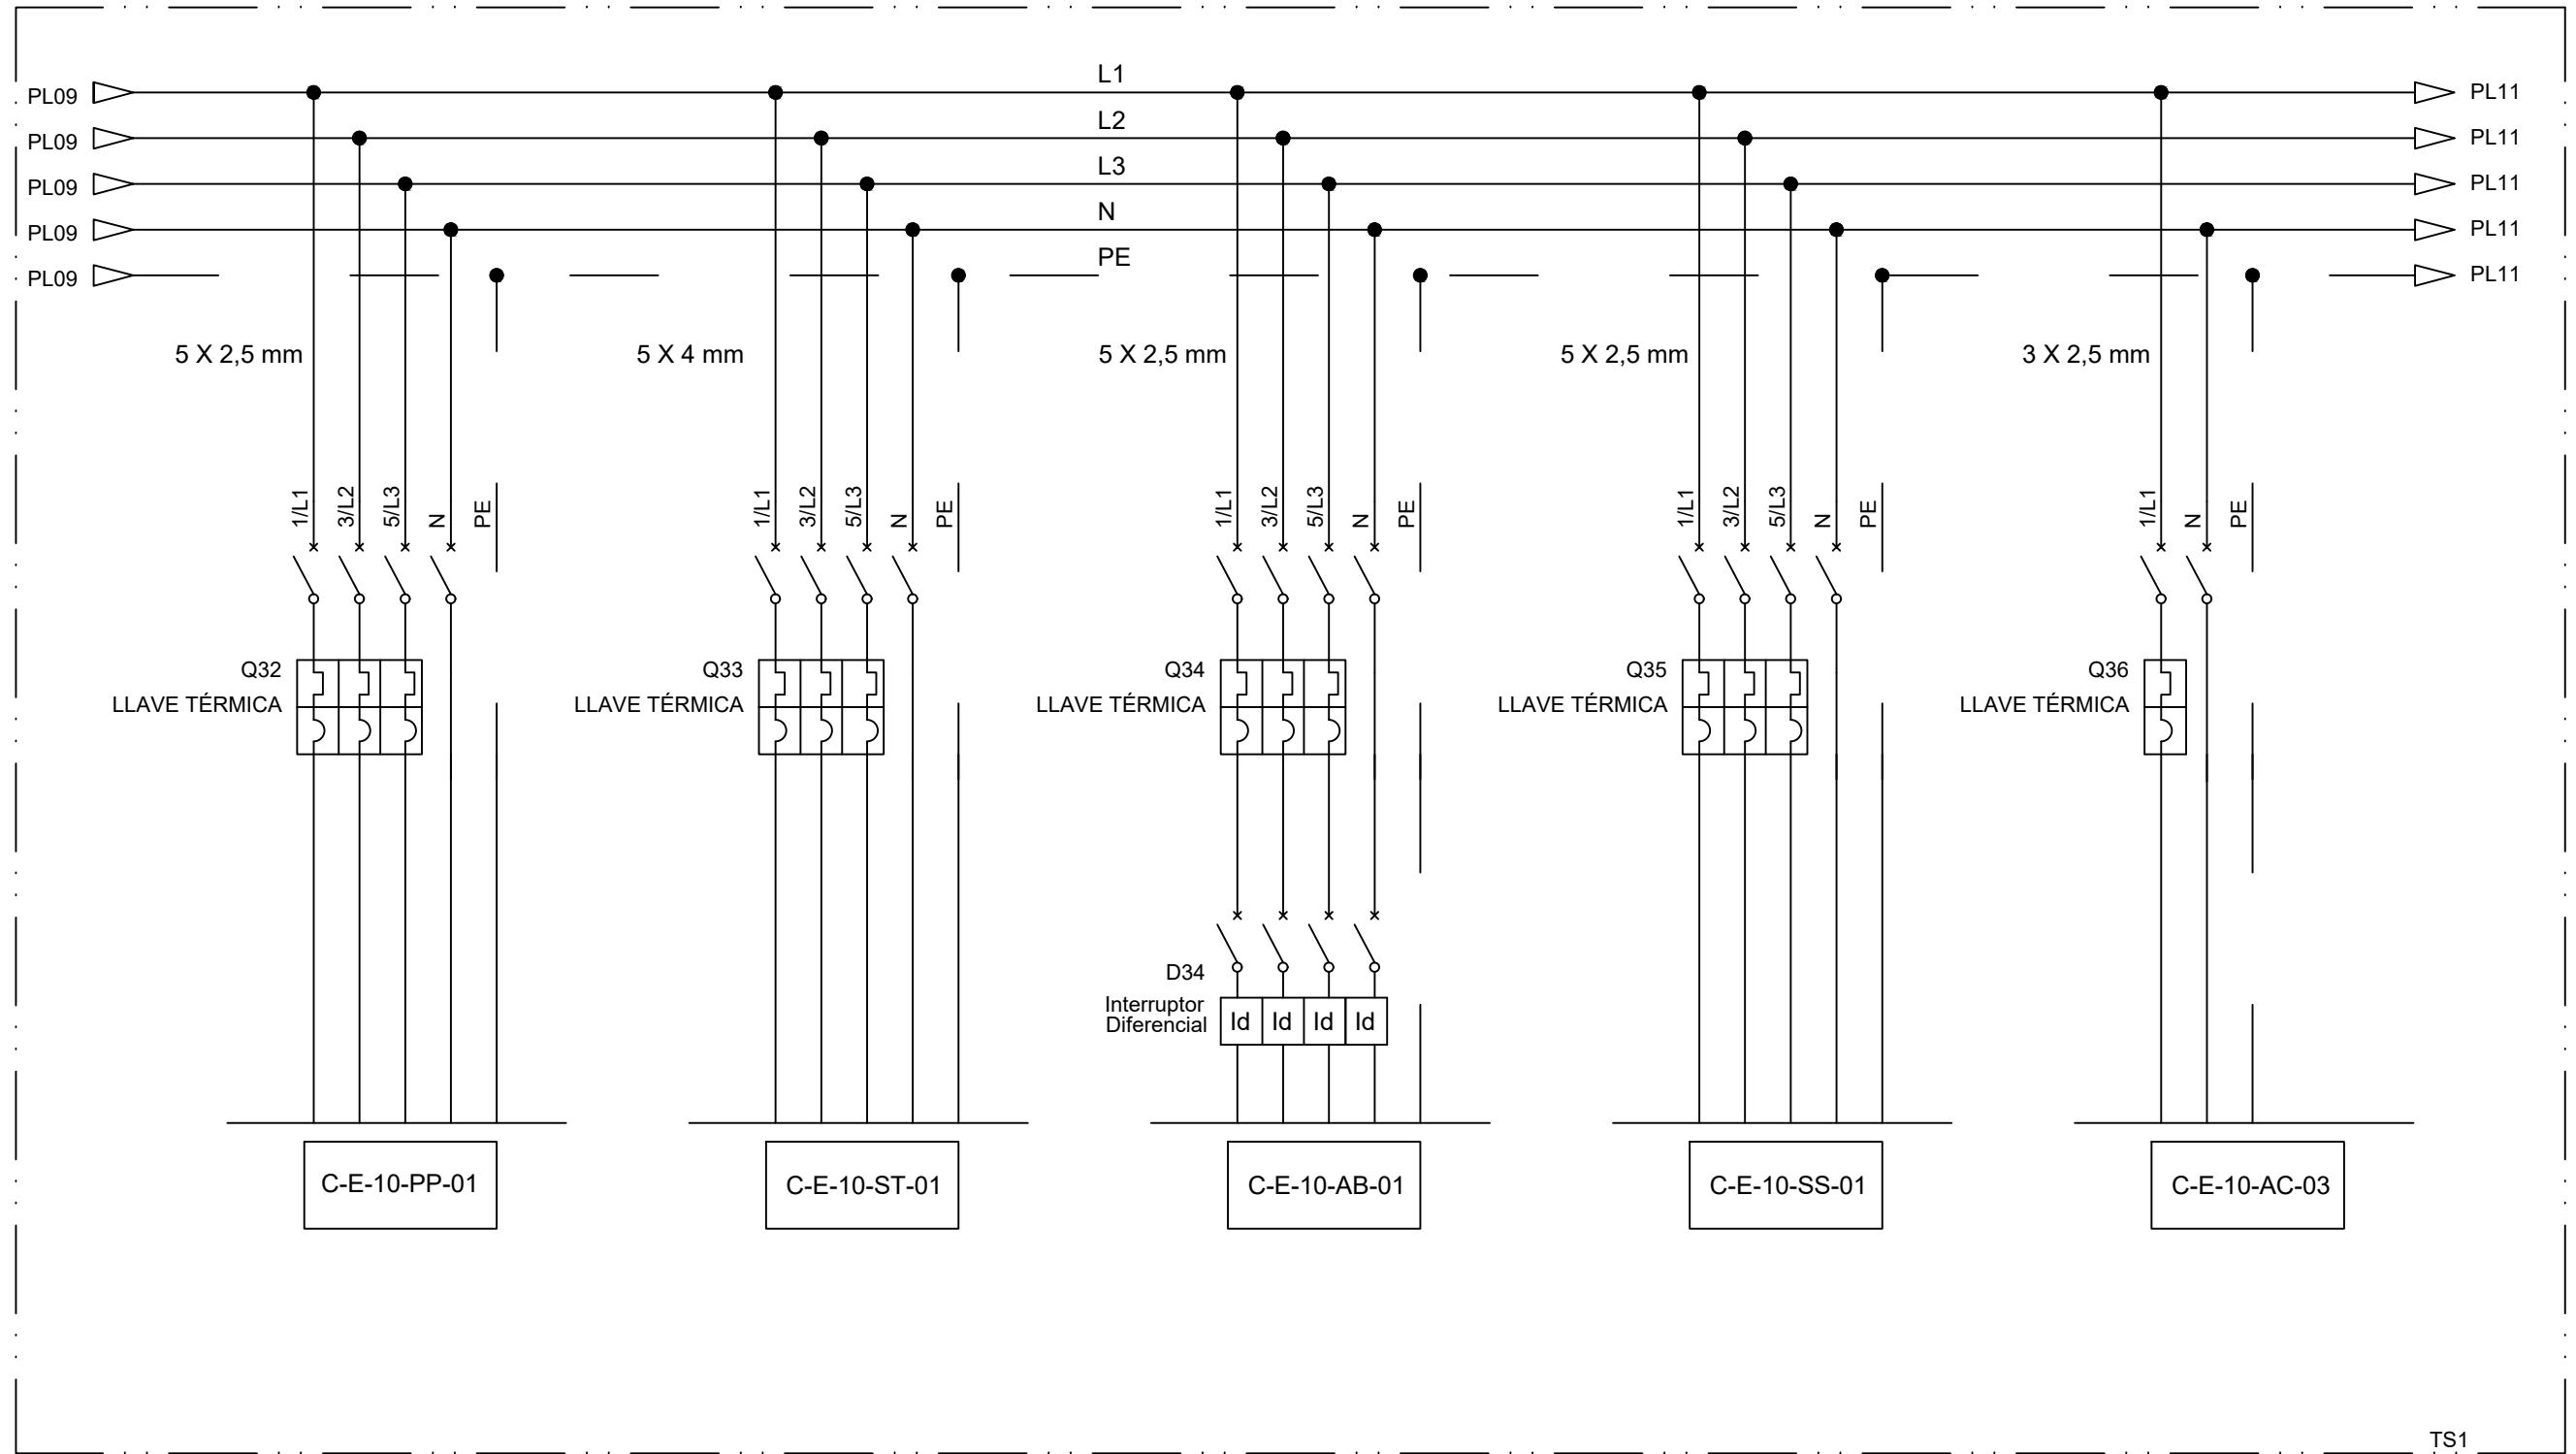 L1
PL09 PL11
L2
PL09 PL11
L3
PL09 PL11
N
PL09 PL11
PE
PL09 PL11
5 X 2,5 mm 5 X 4 mm 5 X 2,5 mm 5 X 2,5 mm 3 X 2,5 mm
1/L1 3/L2 5/L3 N PE 1/L1 3/L2 5/L3 N PE 1/L1 3/L2 5/L3 N PE 1/L1 3/L2 5/L3 N PE 1/L1 N PE
Q32 Q33 Q34 Q35 Q36
LLAVE TÉRMICA LLAVE TÉRMICA LLAVE TÉRMICA LLAVE TÉRMICA LLAVE TÉRMICA
D34
Interruptor
Diferencial Id Id Id Id
C-E-10-PP-01 C-E-10-ST-01 C-E-10-AB-01 C-E-10-SS-01 C-E-10-AC-03
TS1